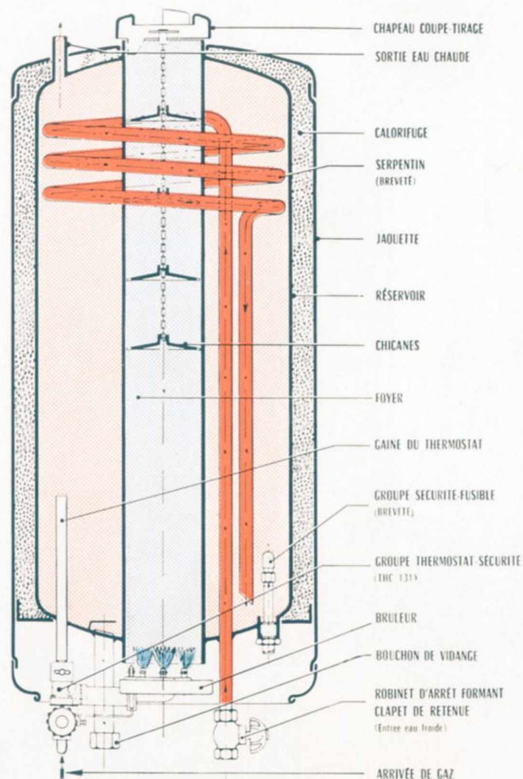 CHAPEAU COUPE-TIRAGE
SORTIE EAU CHAUDE
CALORIFUGE
SERPENTIN
(BREVETÉ)
JAQUETTE
RÉSERVOIR
CHICANES
FOYER
GAINE DU THERMOSTAT
GROUPE SECURITE-FUSIBLE
(BREVETÉ)
GROUPE THERMOSTAT-SÉCURITÉ
BRULEUR
BOUCHON DE VIDANGE
ROBINET D'ARRÊT FORMANT
CLAPET DE RETENUE
(Entrée eau froide)
ARRIVÉE DE GAZ